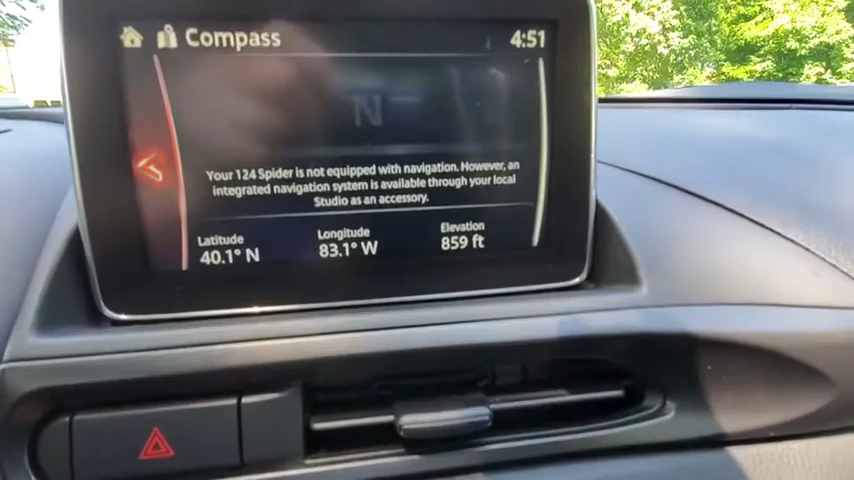 Compass 4:51
N
Your 124 Spider is not equipped with navigation. However, an
integrated navigation system is available through your local
Studio as an accessory.
Latitude Longitude Elevation
40.1° N 83.1° W 859 ft